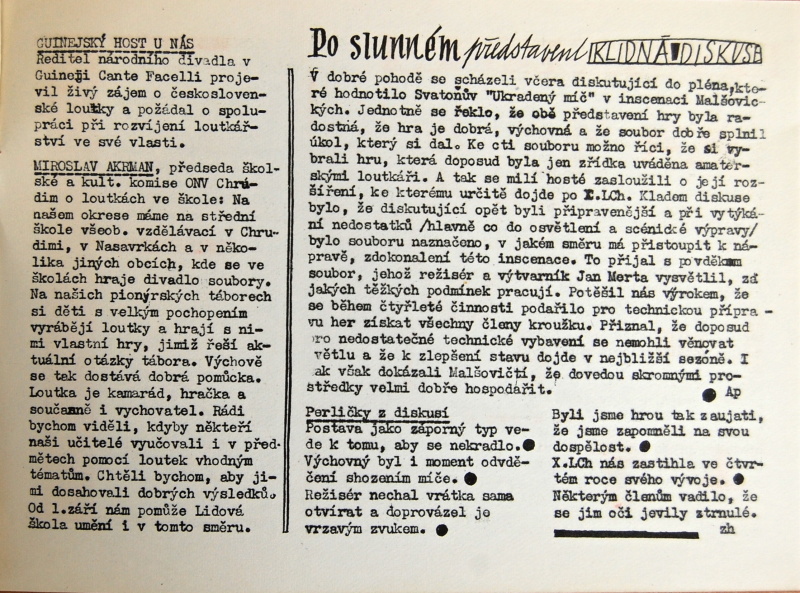 GUINEJSKÝ HOST U NÁS
Ředitel národního divadla v
Guineji Cante Facelli proje-
vil živý zájem o českosloven-
ské loutky a požádal o spolu-
práci při rozvíjení loutkář-
ství ve své vlasti.
MIROSLAV AKRMAN, předseda škol-
ské a kult. komise ONV Chru-
dim o loutkách ve škole: Na
našem okrese máme na střední
škole všeob. vzdělávací v Chru-
dimi, v Nasavrkách a v něko-
lika jiných obcích, kde se ve
školách hraje divadlo soubory.
Na našich pionýrských táborech
si děti s velkým pochopením
vyrábějí loutky a hrají s ni-
mi vlastní hry, jimiž řeší ak-
tuální otázky tábora. Výchově
se tak dostává dobrá pomůcka.
Loutka je kamarád, hračka a
současně i vychovatel. Rádi
bychom viděli, kdyby někteří
naši učitelé vyučovali i v před-
mětech pomocí loutek vhodným
tématům. Chtěli bychom, aby ji-
mi dosahovali dobrých výsledků.
Od 1.září nám pomůže Lidová
škola umění i v tomto směru.
Po slunném představení KLIDNÁ DISKUSE
V dobré pohodě se scházeli včera diskutující do pléna, kte-
ré hodnotilo Svatoňův "Ukradený míč" v inscenaci Malšovic-
kých. Jednotně se řeklo, že obě představení hry byla ra-
dostná, že hra je dobrá, výchovná a že soubor dobře splnil
úkol, který si dal. Ke cti souboru možno říci, že si vy-
brali hru, která doposud byla jen zřídka uváděna amatér-
skými loutkáři. A tak se milí hosté zasloužili o její roz-
šíření, ke kterému určitě dojde po X.LCh. Kladem diskuse
bylo, že diskutující opět byli připravenější a při vytýká-
ní nedostatků /hlavně co do osvětlení a scénické výpravy/
bylo souboru naznačeno, v jakém směru má přistoupit k ná-
pravě, zdokonalení této inscenace. To přijal s povděkem
soubor, jehož režisér a výtvarník Jan Merta vysvětlil, za
jakých těžkých podmínek pracují. Potěšil nás výrokem, že
se během čtyřleté činnosti podařilo pro technickou přípra-
vu her získat všechny členy kroužku. Přiznal, že doposud
pro nedostatečné technické vybavení se nemohli věnovat
světlu a že k zlepšení stavu dojde v nejbližší sezóně. I
tak však dokázali Malšovičtí, že dovedou skromnými pro-
středky velmi dobře hospodařit.
Ap
Perličky z diskusí
Postava jako záporný typ ve-
de k tomu, aby se nekradlo.
Výchovný byl i moment odvdě-
čení shozením míče.
Režisér nechal vrátka sama
otvírat a doprovázel je
vrzavým zvukem.
Byli jsme hrou tak zaujati,
že jsme zapomněli na svou
dospělost.
X.LCh nás zastihla ve čtvr-
tém roce svého vývoje.
Některým členům vadilo, že
se jim oči jevily ztrnulé.
zh